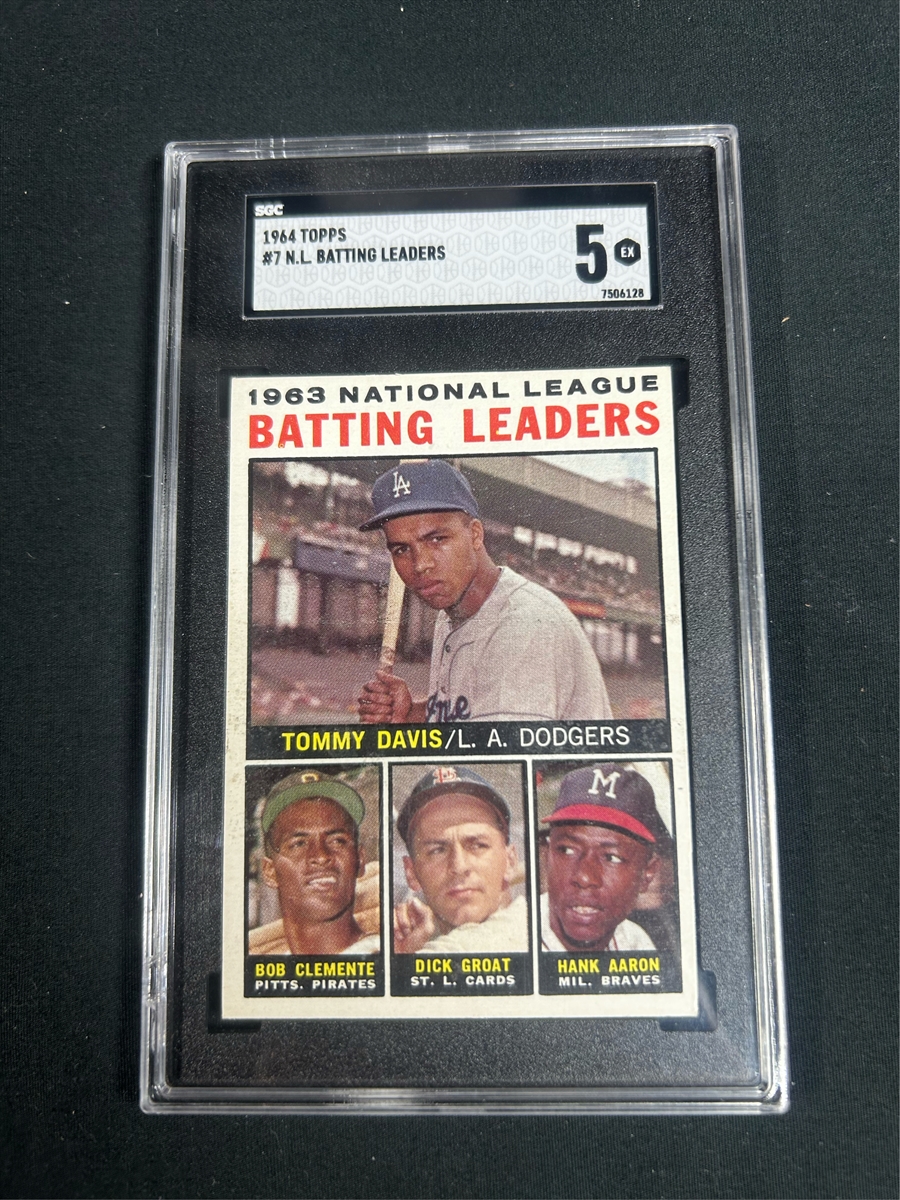 SGC
1964 TOPPS
#7 N.L. BATTING LEADERS
5
EX
7506128
1963 NATIONAL LEAGUE
BATTING LEADERS
LA
TOMMY DAVIS/L. A. DODGERS
P
STL
M
BOB CLEMENTE
PITTS. PIRATES
DICK GROAT
ST. L. CARDS
HANK AARON
MIL. BRAVES